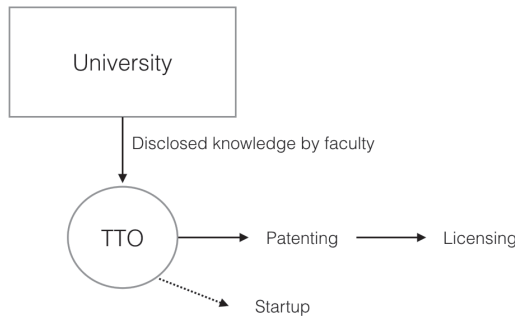 University
Disclosed knowledge by faculty
TTO
Patenting
Licensing
Startup